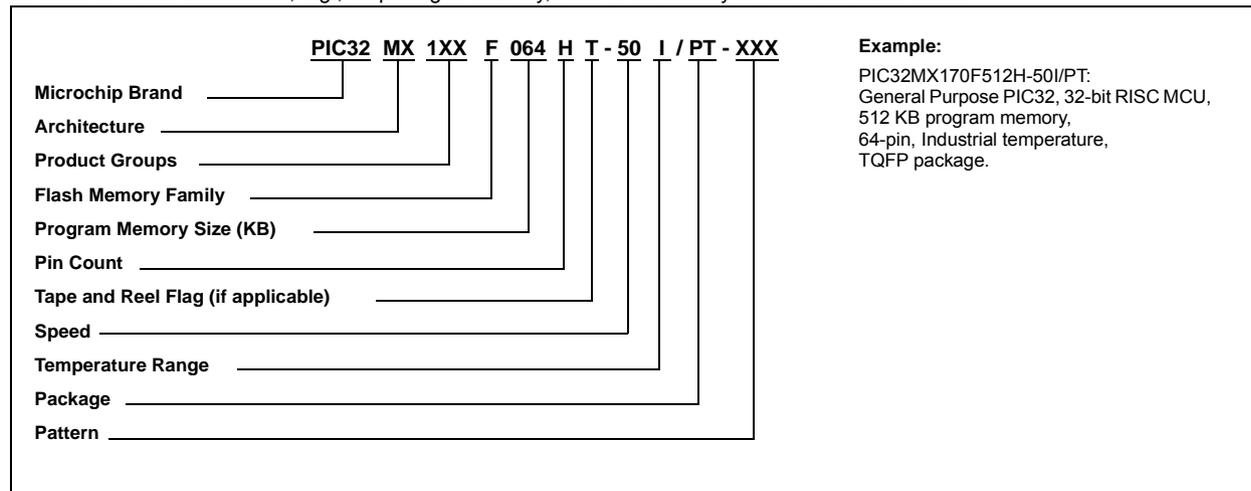 PIC32 MX 1XX F 064 H T - 50 I / PT - XXX
Microchip Brand
Architecture
Product Groups
Flash Memory Family
Program Memory Size (KB)
Pin Count
Tape and Reel Flag (if applicable)
Speed
Temperature Range
Package
Pattern
Example:
PIC32MX170F512H-50I/PT:
General Purpose PIC32, 32-bit RISC MCU,
512 KB program memory,
64-pin, Industrial temperature,
TQFP package.